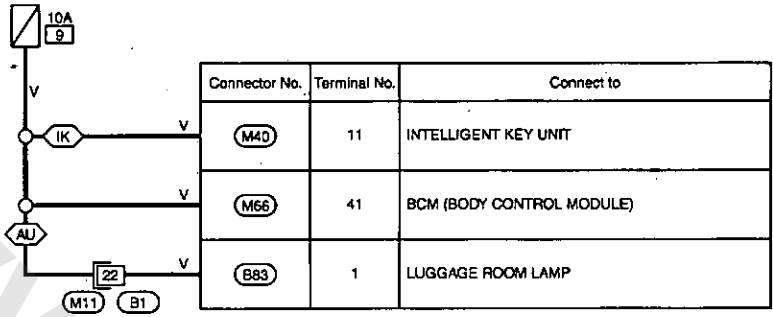 10A
9
V
Connector No. Terminal No. Connect to
IK V M40 11 INTELLIGENT KEY UNIT
V M66 41 BCM (BODY CONTROL MODULE)
AU
22 V B83 1 LUGGAGE ROOM LAMP
M11 B1